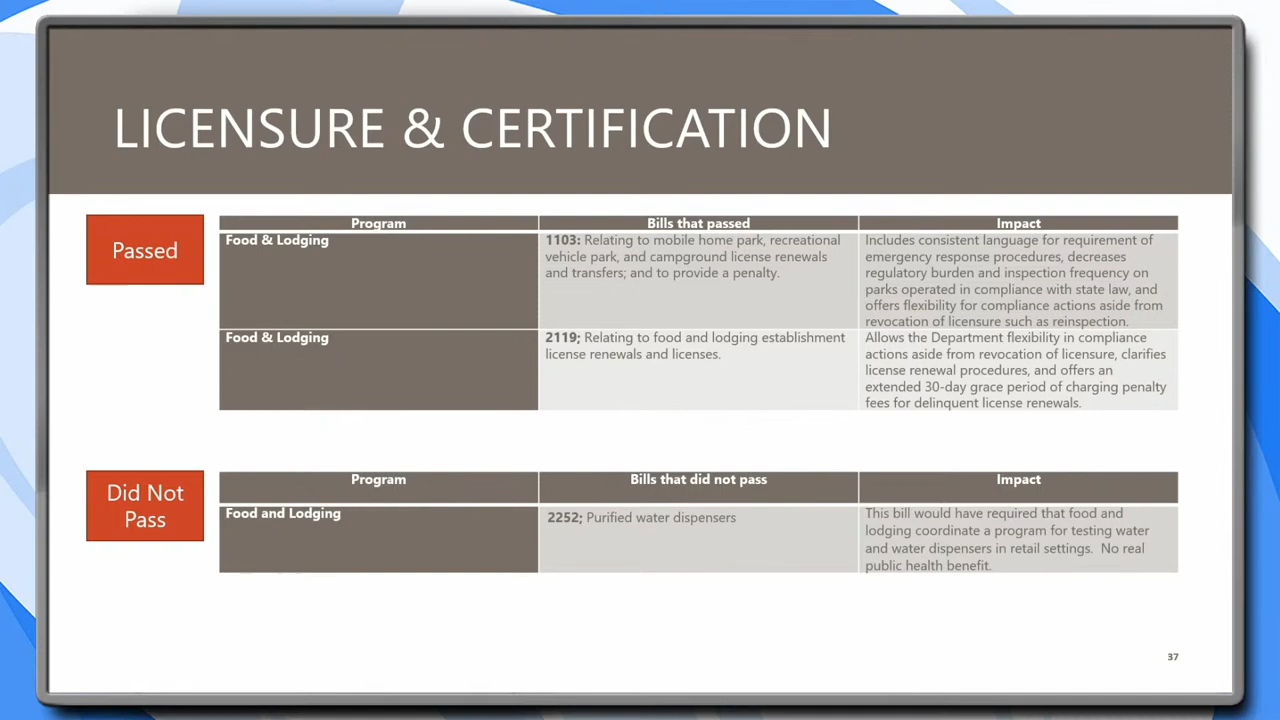 LICENSURE & CERTIFICATION
Passed
Program
Bills that passed
Impact
Food & Lodging
1103: Relating to mobile home park, recreational
vehicle park, and campground license renewals
and transfers; and to provide a penalty.
Includes consistent language for requirement of
emergency response procedures, decreases
regulatory burden and inspection frequency on
parks operated in compliance with state law, and
offers flexibility for compliance actions aside from
revocation of licensure such as reinspection.
Food & Lodging
2119; Relating to food and lodging establishment
license renewals and licenses.
Allows the Department flexibility in compliance
actions aside from revocation of licensure, clarifies
license renewal procedures, and offers an
extended 30-day grace period of charging penalty
fees for delinquent license renewals.
Did Not
Pass
Program
Bills that did not pass
Impact
Food and Lodging
2252; Purified water dispensers
This bill would have required that food and
lodging coordinate a program for testing water
and water dispensers in retail settings.  No real
public health benefit.
37